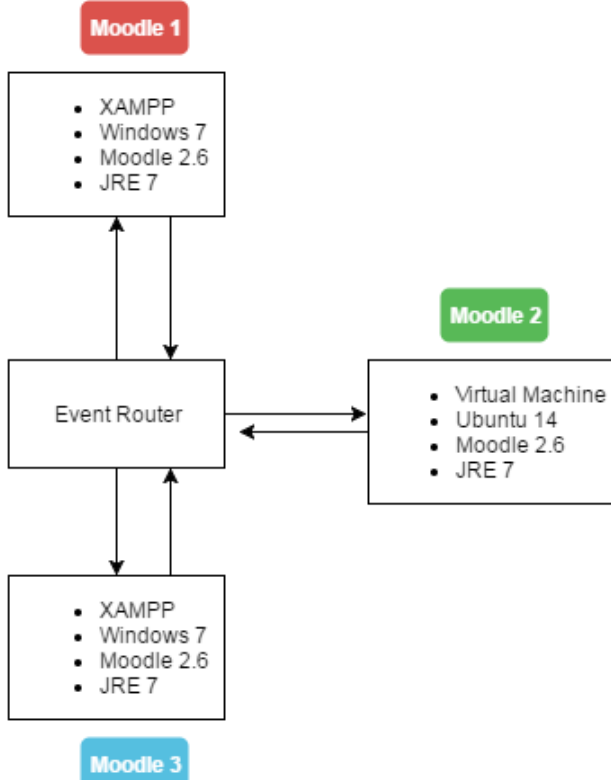 Moodle 1
• XAMPP
• Windows 7
• Moodle 2.6
• JRE 7
Moodle 2
Event Router
• Virtual Machine
• Ubuntu 14
• Moodle 2.6
• JRE 7
• XAMPP
• Windows 7
• Moodle 2.6
• JRE 7
Moodle 3